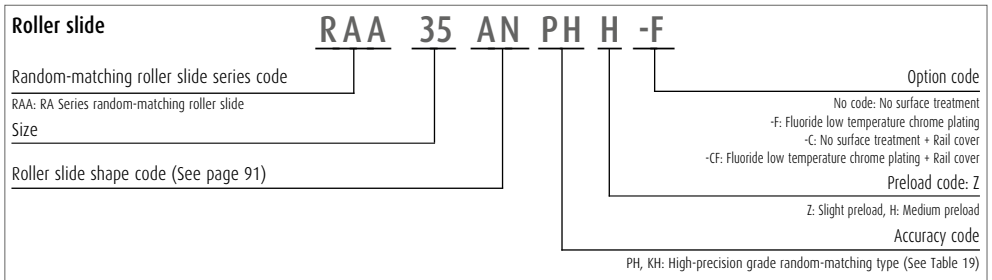 Roller slide
RAA 35 AN PH H -F
Random-matching roller slide series code
RAA: RA Series random-matching roller slide
Size
Roller slide shape code (See page 91)
Option code
No code: No surface treatment
-F: Fluoride low temperature chrome plating
-C: No surface treatment + Rail cover
-CF: Fluoride low temperature chrome plating + Rail cover
Preload code: Z
Z: Slight preload, H: Medium preload
Accuracy code
PH, KH: High-precision grade random-matching type (See Table 19)